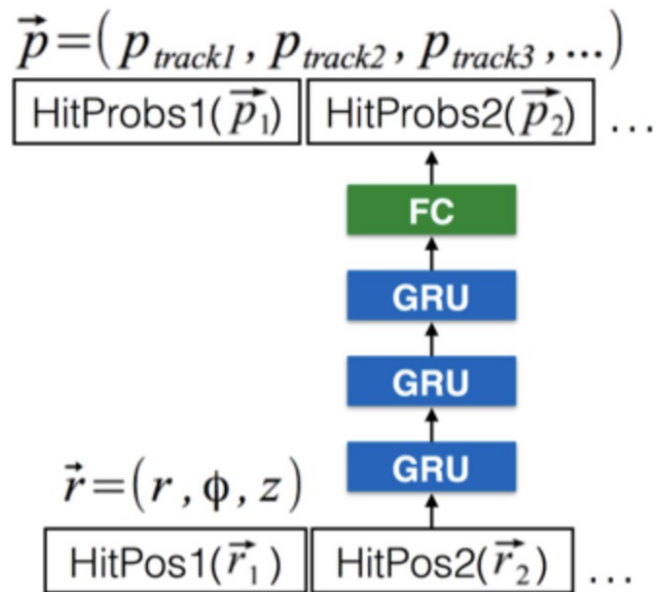 p⃗=(p_track1, p_track2, p_track3, ...)
HitProbs1(p⃗₁) HitProbs2(p⃗₂) ...
FC
GRU
GRU
GRU
r⃗=(r, ϕ, z)
HitPos1(r⃗₁) HitPos2(r⃗₂) ...